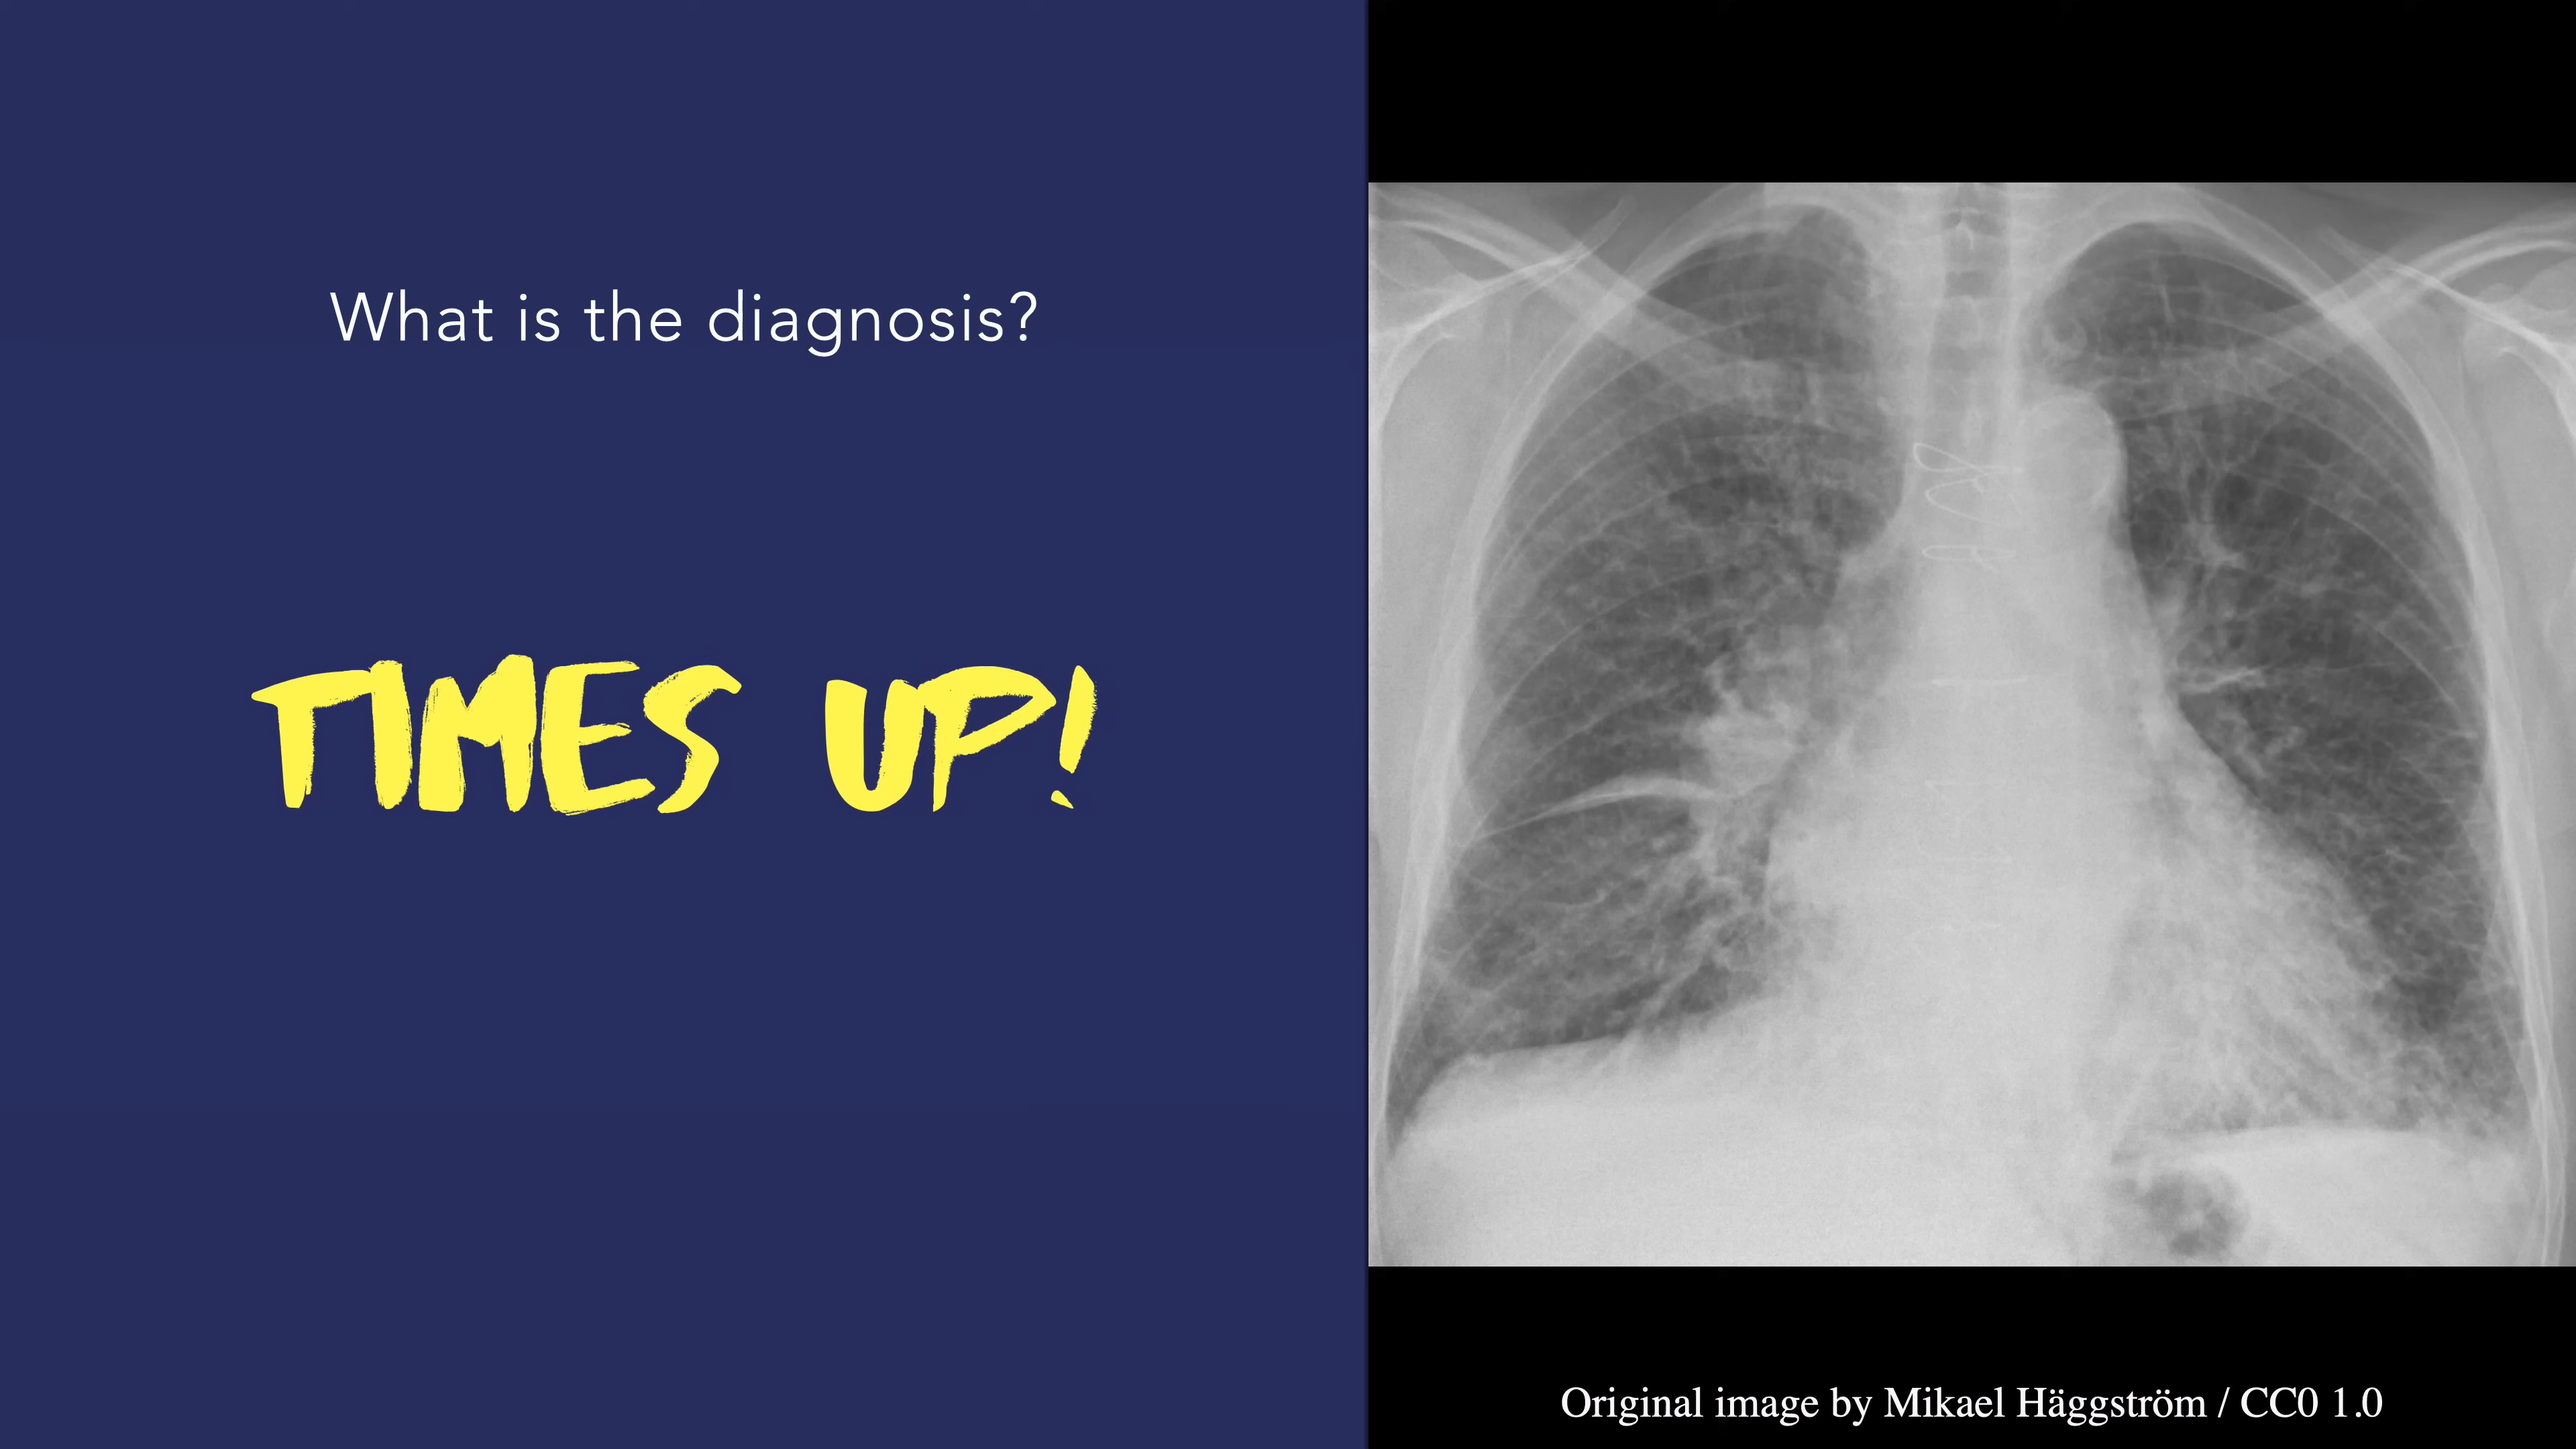 What is the diagnosis?
TIMES UP!
Original image by Mikael Häggström / CC0 1.0